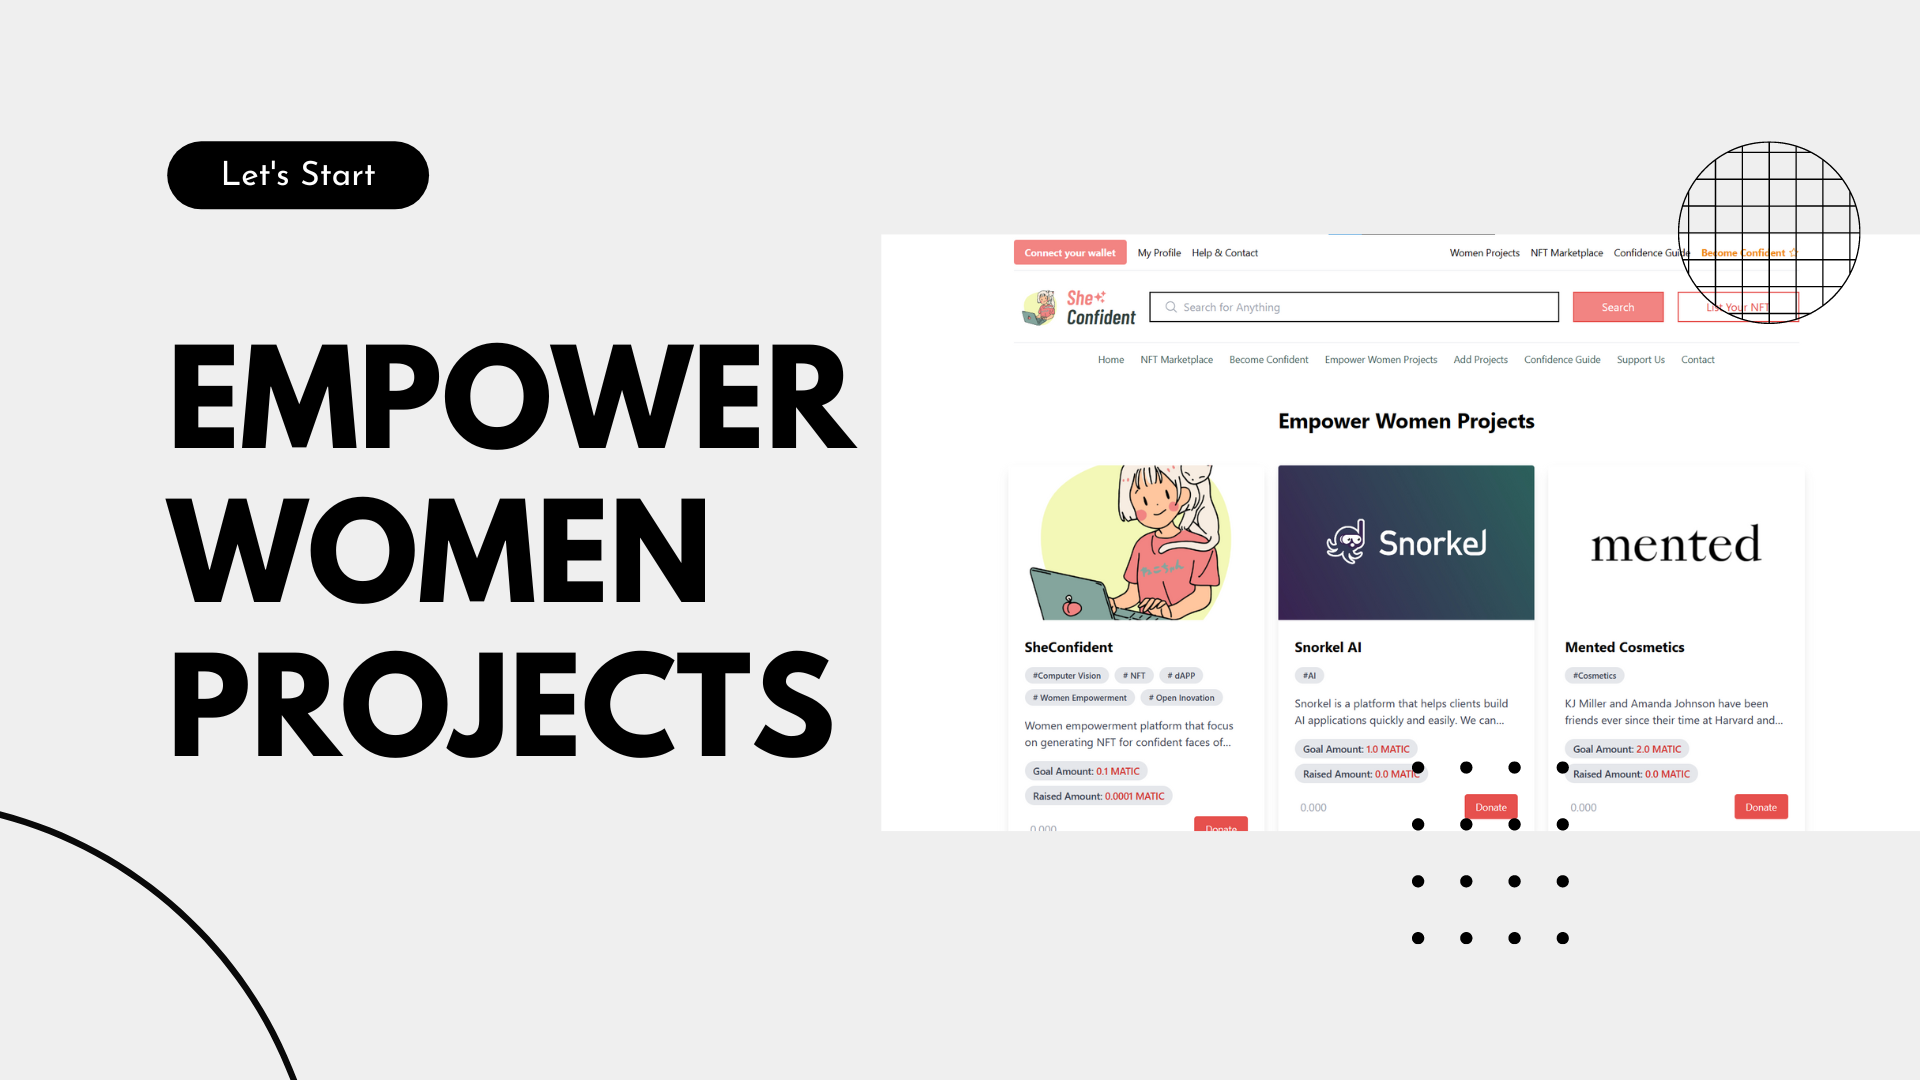 Let's Start
EMPOWER
WOMEN
PROJECTS
Connect your wallet My Profile Help & Contact Women Projects NFT Marketplace Confidence Guide Become Confident
She
Confident
Search for Anything Search List Your NFT
Home NFT Marketplace Become Confident Empower Women Projects Add Projects Confidence Guide Support Us Contact
Empower Women Projects
SheConfident
#Computer Vision # NFT # dAPP
# Women Empowerment # Open Inovation
Women empowerment platform that focus
on generating NFT for confident faces of...
Goal Amount: 0.1 MATIC
Raised Amount: 0.0001 MATIC
0.000 Donate
Snorkel
Snorkel AI
#AI
Snorkel is a platform that helps clients build
AI applications quickly and easily. We can...
Goal Amount: 1.0 MATIC
Raised Amount: 0.0 MATIC
0.000 Donate
mented
Mented Cosmetics
#Cosmetics
KJ Miller and Amanda Johnson have been
friends ever since their time at Harvard and...
Goal Amount: 2.0 MATIC
Raised Amount: 0.0 MATIC
0.000 Donate